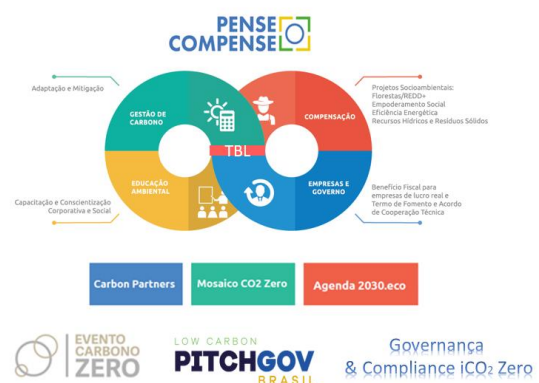 PENSE
COMPENSE
Adaptação e Mitigação
GESTÃO DE
CARBONO
COMPENSAÇÃO
Projetos Socioambientais:
Florestas/REDD+
Empoderamento Social
Eficiência Energética
Recursos Hídricos e Resíduos Sólidos
TBL
EDUCAÇÃO
AMBIENTAL
EMPRESAS E
GOVERNO
Capacitação e Conscientização
Corporativa e Social
Benefício Fiscal para
empresas de lucro real e
Termo de Fomento e Acordo
de Cooperação Técnica
Carbon Partners
Mosaico CO2 Zero
Agenda 2030.eco
EVENTO
CARBONO
ZERO
LOW CARBON
PITCHGOV
BRASIL
Governança
& Compliance iCO₂ Zero